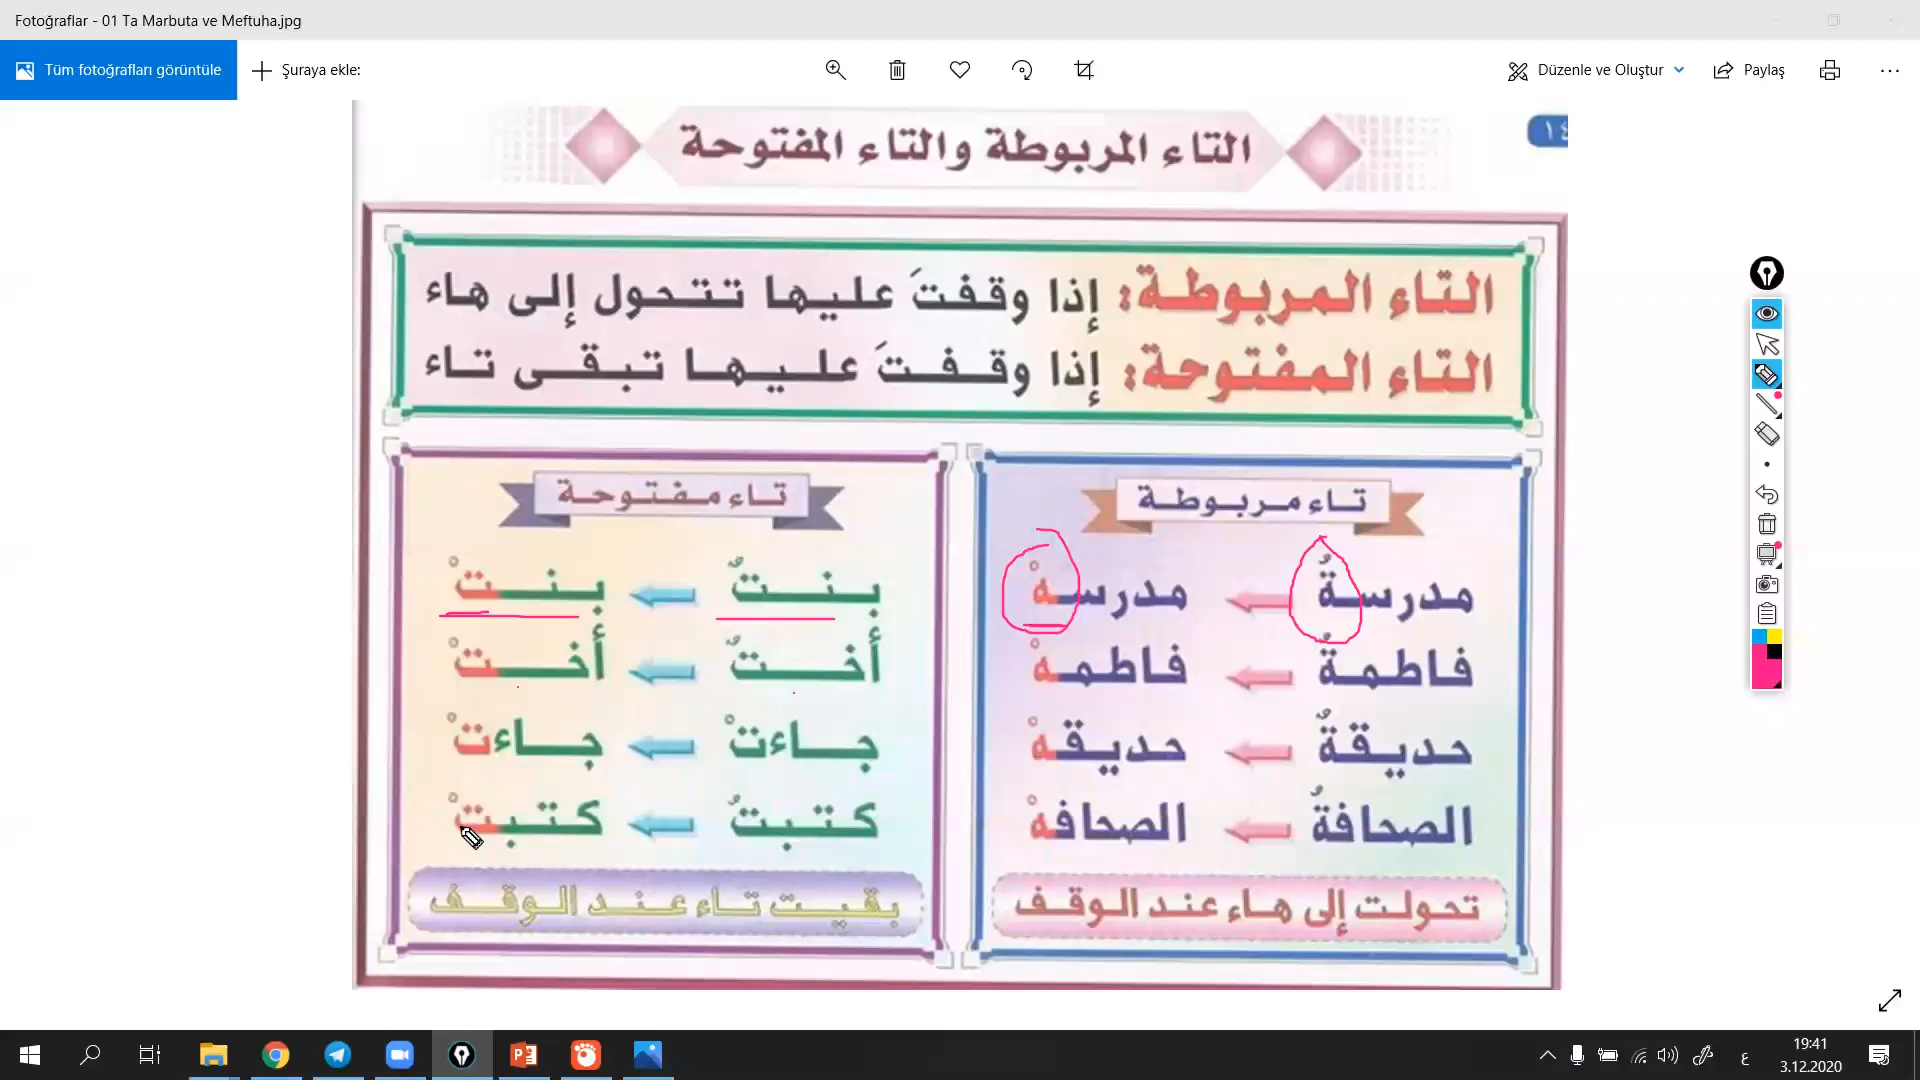 Fotoğraflar - 01 Ta Marbuta ve Meftuha.jpg
Tüm fotoğrafları görüntüle
Şuraya ekle:
Düzenle ve Oluştur
Paylaş
١٤
التاء المربوطة والتاء المفتوحة
التاء المربوطة: إذا وقفتَ عليها تتحول إلى هاء
التاء المفتوحة: إذا وقفتَ عليها تبقى تاء
تاء مربوطة
مدرسةٌ مدرسهْ
فاطمةُ فاطمهْ
حديقةٌ حديقهْ
الصحافةُ الصحافهْ
تحولت إلى هاء عند الوقف
تاء مفتوحة
بنتٌ بنتْ
أختٌ أختْ
جاءتْ جاءتْ
كتبتُ كتبتْ
بقيت تاء عند الوقف
ع
19:41
3.12.2020